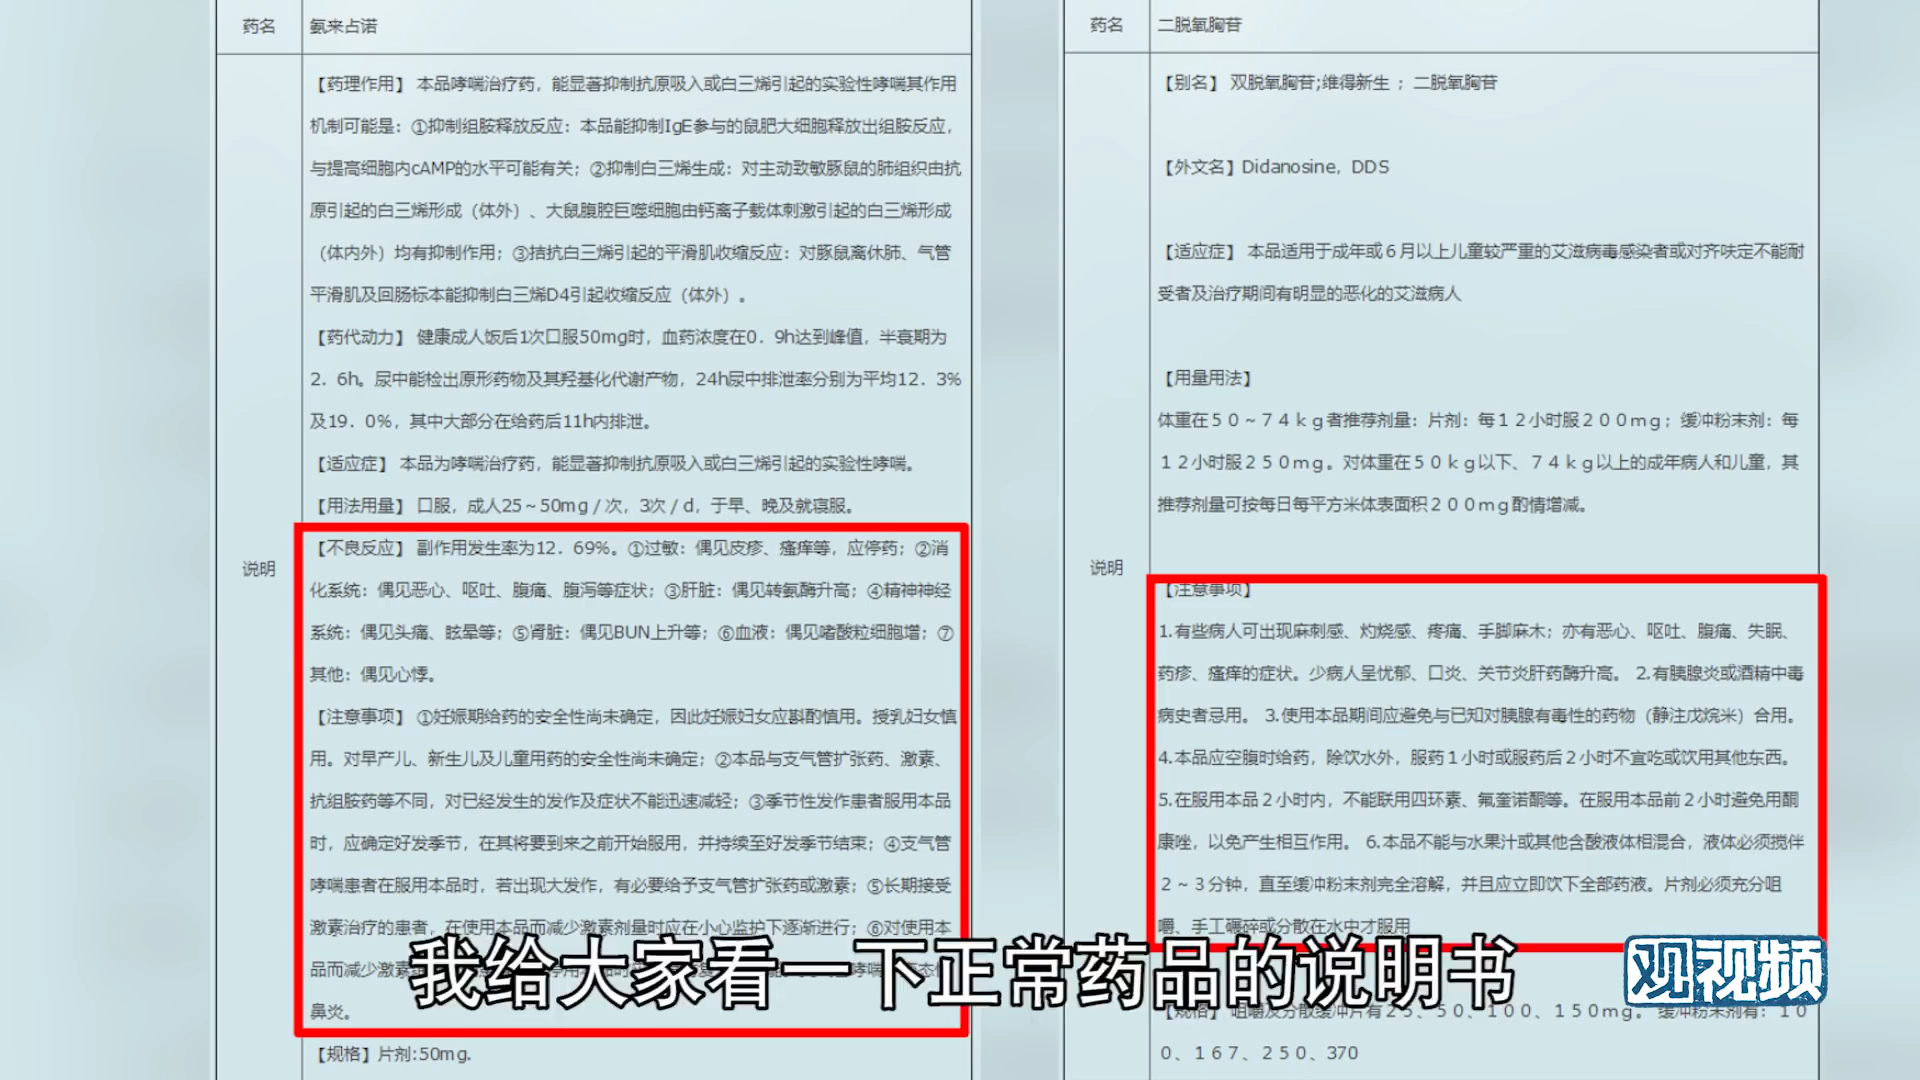 药名
氨来占诺
【药理作用】 本品哮喘治疗药，能显著抑制抗原吸入或白三烯引起的实验性哮喘其作用
机制可能是：①抑制组胺释放反应：本品能抑制IgE参与的鼠肥大细胞释放出组胺反应，
与提高细胞内cAMP的水平可能有关；②抑制白三烯生成：对主动致敏豚鼠的肺组织由抗
原引起的白三烯形成（体外）、大鼠腹腔巨噬细胞由钙离子载体刺激引起的白三烯形成
（体内外）均有抑制作用；③拮抗白三烯引起的平滑肌收缩反应：对豚鼠离休肺、气管
平滑肌及回肠标本能抑制白三烯D4引起收缩反应（体外）。
【药代动力】 健康成人饭后1次口服50mg时，血药浓度在0．9h达到峰值，半衰期为
2．6h。尿中能检出原形药物及其羟基化代谢产物，24h尿中排泄率分别为平均12．3%
及19．0%，其中大部分在给药后11h内排泄。
【适应症】 本品为哮喘治疗药，能显著抑制抗原吸入或白三烯引起的实验性哮喘。
【用法用量】 口服，成人25～50mg／次，3次／d，于早、晚及就寝服。
说明
【不良反应】 副作用发生率为12．69%。①过敏：偶见皮疹、瘙痒等，应停药；②消
化系统：偶见恶心、呕吐、腹痛、腹泻等症状；③肝脏：偶见转氨酶升高；④精神神经
系统：偶见头痛、眩晕等；⑤肾脏：偶见BUN上升等；⑥血液：偶见嗜酸粒细胞增；⑦
其他：偶见心悸。
【注意事项】 ①妊娠期给药的安全性尚未确定，因此妊娠妇女应斟酌慎用。授乳妇女慎
用。对早产儿、新生儿及儿童用药的安全性尚未确定；②本品与支气管扩张药、激素、
抗组胺药等不同，对已经发生的发作及症状不能迅速减轻；③季节性发作患者服用本品
时，应确定好发季节，在其将要到来之前开始服用，并持续至好发季节结束；④支气管
哮喘患者在服用本品时，若出现大发作，有必要给予支气管扩张药或激素；⑤长期接受
激素治疗的患者，在使用本品而减少激素剂量时应在小心监护下逐渐进行；⑥对使用本
品而减少激素
鼻炎。
【规格】片剂:50mg.
药名
二脱氧胸苷
【别名】 双脱氧胸苷;维得新生 ；二脱氧胸苷
【外文名】Didanosine，DDS
【适应症】 本品适用于成年或６月以上儿童较严重的艾滋病毒感染者或对齐呋定不能耐
受者及治疗期间有明显的恶化的艾滋病人
【用量用法】
体重在５０～７４ｋｇ者推荐剂量：片剂：每１２小时服２００ｍｇ；缓冲粉末剂：每
１２小时服２５０ｍｇ。对体重在５０ｋｇ以下、７４ｋｇ以上的成年病人和儿童，其
推荐剂量可按每日每平方米体表面积２００ｍｇ酌情增减。
说明
【注意事项】
1.有些病人可出现麻刺感、灼烧感、疼痛、手脚麻木；亦有恶心、呕吐、腹痛、失眠、
药疹、瘙痒的症状。少病人呈忧郁、口炎、关节炎肝药酶升高。 2.有胰腺炎或酒精中毒
病史者忌用。 3.使用本品期间应避免与已知对胰腺有毒性的药物（静注戊烷米）合用。
4.本品应空腹时给药，除饮水外，服药１小时或服药后２小时不宜吃或饮用其他东西。
5.在服用本品２小时内，不能联用四环素、氟奎诺酮等。在服用本品前２小时避免用酮
康唑，以免产生相互作用。 6.本品不能与水果汁或其他含酸液体相混合，液体必须搅伴
２～３分钟，直至缓冲粉末剂完全溶解，并且应立即饮下全部药液。片剂必须充分咀
嚼、手工碾碎或分散在水中才服用
【规格】 咀嚼及分散缓冲片有２５、５０、１００、１５０ｍｇ。 缓冲粉末剂有：１０
０、１６７、２５０、370
我给大家看一下正常药品的说明书
观视频